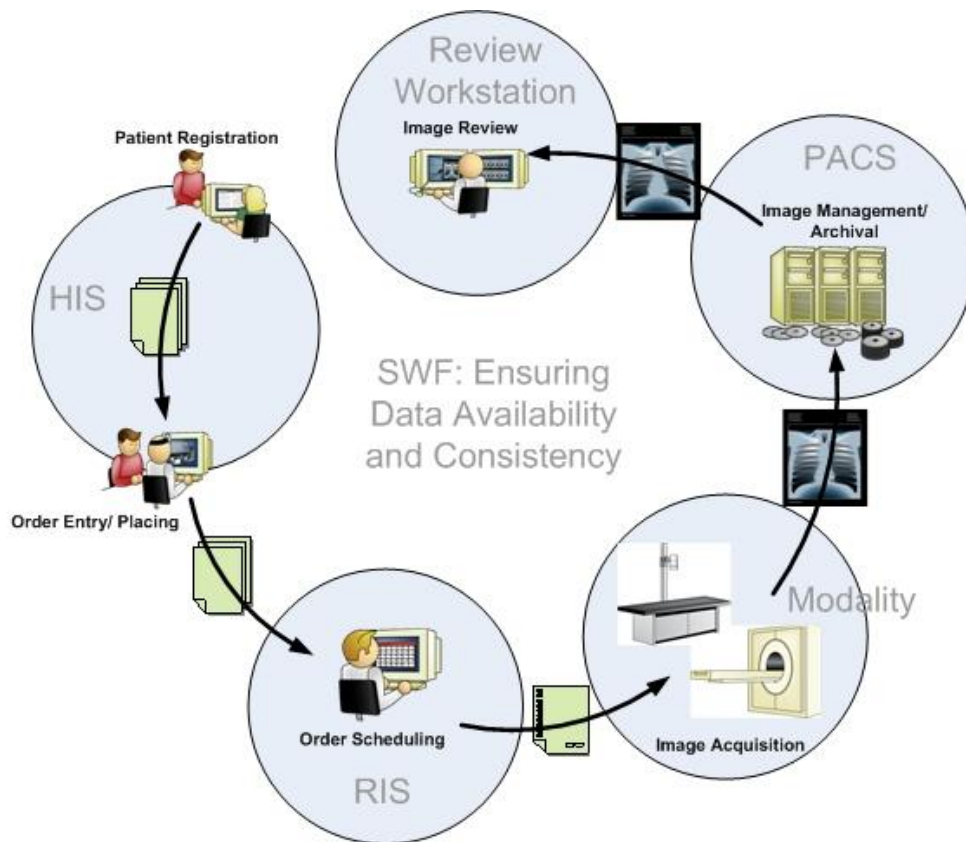 Review
Workstation
Image Review
Patient Registration
PACS
Image Management/
Archival
HIS
SWF: Ensuring
Data Availability
and Consistency
Order Entry/ Placing
Modality
Order Scheduling
Image Acquisition
RIS